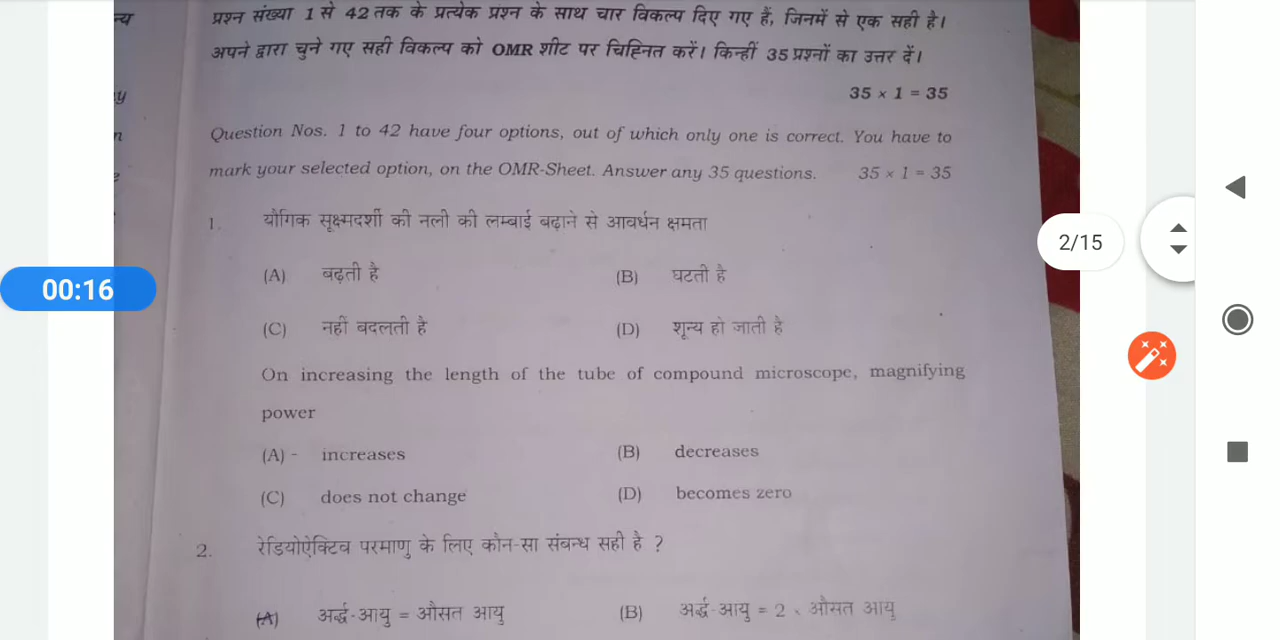 न्य
प्रश्न संख्या 1 से 42 तक के प्रत्येक प्रश्न के साथ चार विकल्प दिए गए हैं, जिनमें से एक सही है।
अपने द्वारा चुने गए सही विकल्प को OMR शीट पर चिह्नित करें। किन्हीं 35 प्रश्नों का उत्तर दें।
35 × 1 = 35
Question Nos. 1 to 42 have four options, out of which only one is correct. You have to
mark your selected option, on the OMR-Sheet. Answer any 35 questions. 35 × 1 = 35
1. यौगिक सूक्ष्मदर्शी की नली की लम्बाई बढ़ाने से आवर्धन क्षमता
2/15
(A) बढ़ती है (B) घटती है
00:16
(C) नहीं बदलती है (D) शून्य हो जाती है
On increasing the length of the tube of compound microscope, magnifying
power
(A) - increases (B) decreases
(C) does not change (D) becomes zero
2. रेडियोऐक्टिव परमाणु के लिए कौन-सा संबन्ध सही है ?
(A) अर्द्ध-आयु = औसत आयु (B) अर्द्ध-आयु = 2 × औसत आयु